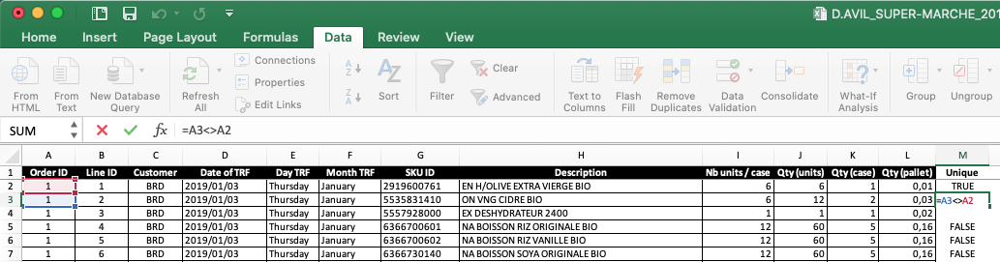 D.AVIL_SUPER-MARCHE_201
Home Insert Page Layout Formulas Data Review View
From HTML From Text New Database Query Refresh All Connections Properties Edit Links Sort Filter Clear Advanced Text to Columns Flash Fill Remove Duplicates Data Validation Consolidate What-If Analysis Group Ungroup
SUM fx =A3<>A2
A B C D E F G H I J K L M
1 Order ID Line ID Customer Date of TRF Day TRF Month TRF SKU ID Description Nb units / case Qty (units) Qty (case) Qty (pallet) Unique
2 1 1 BRD 2019/01/03 Thursday January 2919600761 EN H/OLIVE EXTRA VIERGE BIO 6 6 1 0,01 TRUE
3 1 2 BRD 2019/01/03 Thursday January 5535831410 ON VNG CIDRE BIO 6 12 2 0,03 =A3<>A2
4 1 3 BRD 2019/01/03 Thursday January 5557928000 EX DESHYDRATEUR 2400 1 1 1 0,02
5 1 4 BRD 2019/01/03 Thursday January 6366700601 NA BOISSON RIZ ORIGINALE BIO 12 60 5 0,16 FALSE
6 1 5 BRD 2019/01/03 Thursday January 6366700602 NA BOISSON RIZ VANILLE BIO 12 60 5 0,16 FALSE
7 1 6 BRD 2019/01/03 Thursday January 6366730140 NA BOISSON SOYA ORIGINALE BIO 12 60 5 0,16 FALSE